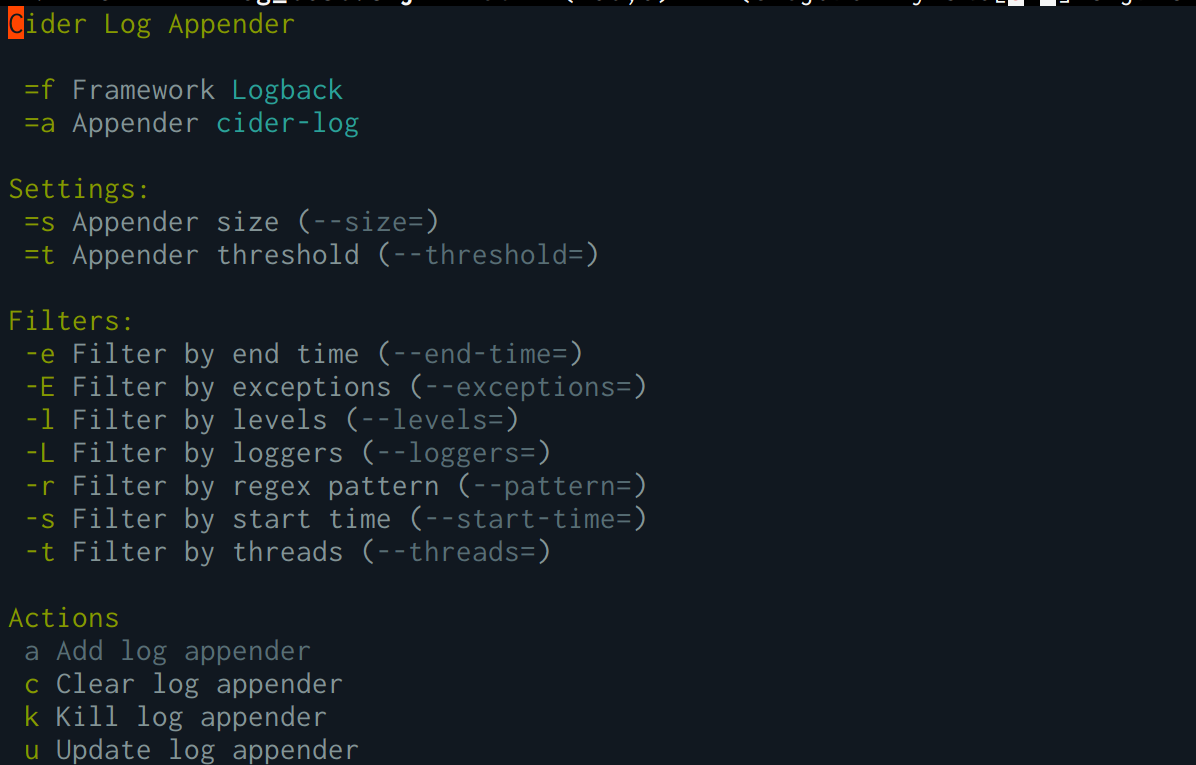 Cider Log Appender
=f Framework Logback
=a Appender cider-log
Settings:
=s Appender size (--size=)
=t Appender threshold (--threshold=)
Filters:
-e Filter by end time (--end-time=)
-E Filter by exceptions (--exceptions=)
-l Filter by levels (--levels=)
-L Filter by loggers (--loggers=)
-r Filter by regex pattern (--pattern=)
-s Filter by start time (--start-time=)
-t Filter by threads (--threads=)
Actions
a Add log appender
c Clear log appender
k Kill log appender
u Update log appender